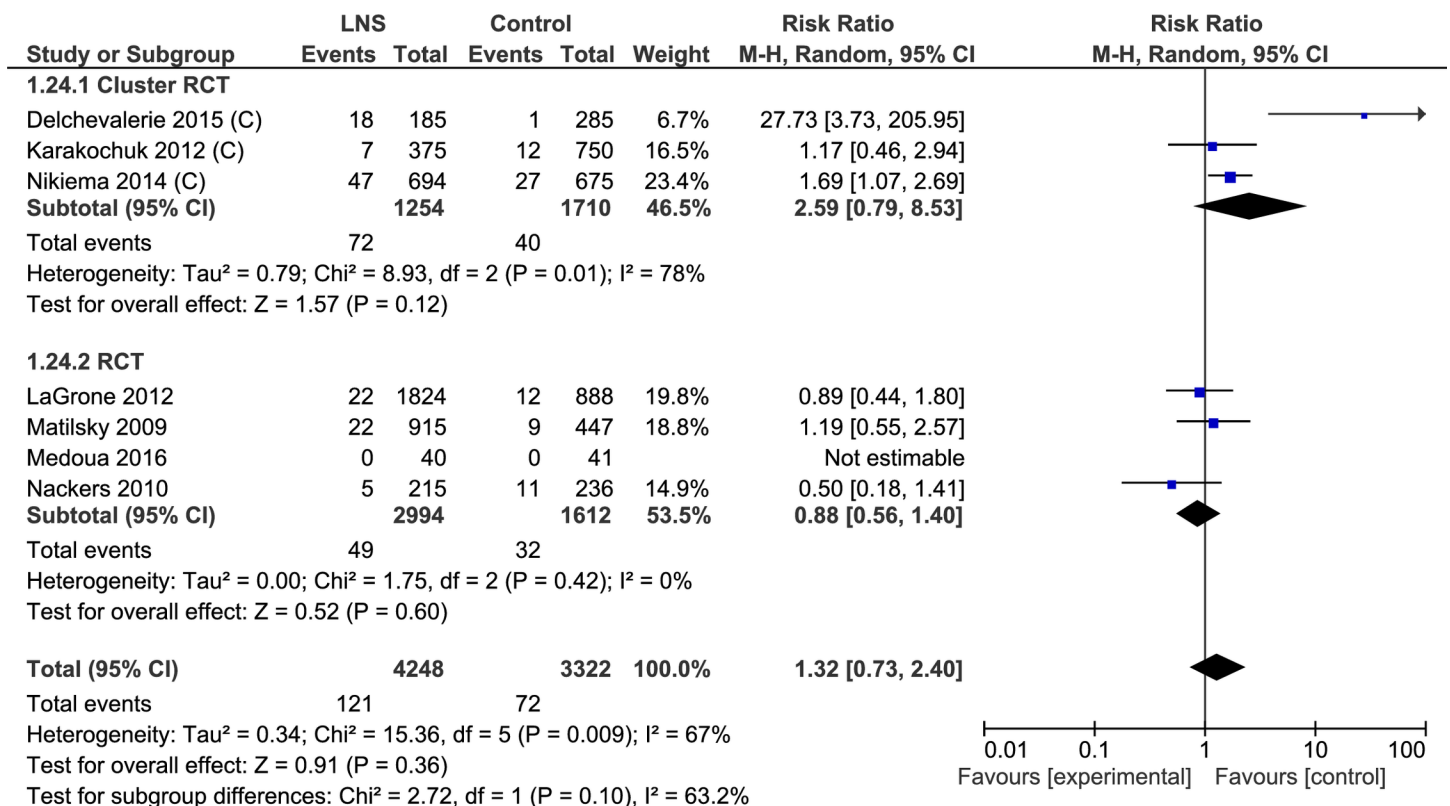 LNS Control Risk Ratio Risk Ratio
Study or Subgroup Events Total Events Total Weight M-H, Random, 95% CI M-H, Random, 95% CI
1.24.1 Cluster RCT
Delchevalerie 2015 (C) 18 185 1 285 6.7% 27.73 [3.73, 205.95]
Karakochuk 2012 (C) 7 375 12 750 16.5% 1.17 [0.46, 2.94]
Nikiema 2014 (C) 47 694 27 675 23.4% 1.69 [1.07, 2.69]
Subtotal (95% CI) 1254 1710 46.5% 2.59 [0.79, 8.53]
Total events 72 40
Heterogeneity: Tau² = 0.79; Chi² = 8.93, df = 2 (P = 0.01); I² = 78%
Test for overall effect: Z = 1.57 (P = 0.12)
1.24.2 RCT
LaGrone 2012 22 1824 12 888 19.8% 0.89 [0.44, 1.80]
Matilsky 2009 22 915 9 447 18.8% 1.19 [0.55, 2.57]
Medoua 2016 0 40 0 41 Not estimable
Nackers 2010 5 215 11 236 14.9% 0.50 [0.18, 1.41]
Subtotal (95% CI) 2994 1612 53.5% 0.88 [0.56, 1.40]
Total events 49 32
Heterogeneity: Tau² = 0.00; Chi² = 1.75, df = 2 (P = 0.42); I² = 0%
Test for overall effect: Z = 0.52 (P = 0.60)
Total (95% CI) 4248 3322 100.0% 1.32 [0.73, 2.40]
Total events 121 72
Heterogeneity: Tau² = 0.34; Chi² = 15.36, df = 5 (P = 0.009); I² = 67%
Test for overall effect: Z = 0.91 (P = 0.36)
Test for subgroup differences: Chi² = 2.72, df = 1 (P = 0.10), I² = 63.2%
0.01 0.1 1 10 100
Favours [experimental] Favours [control]